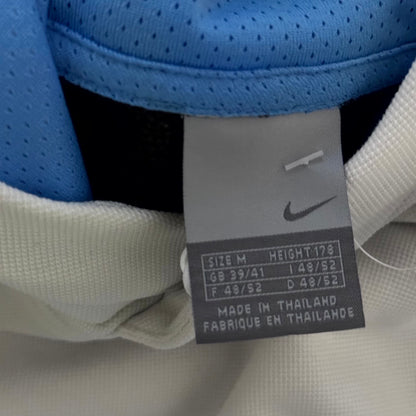 SIZE M HEIGHT 178
GB 39/41 I 48/52
F 48/52 D 48/52
MADE IN THAILAND
FABRIQUE EN THAILANDE